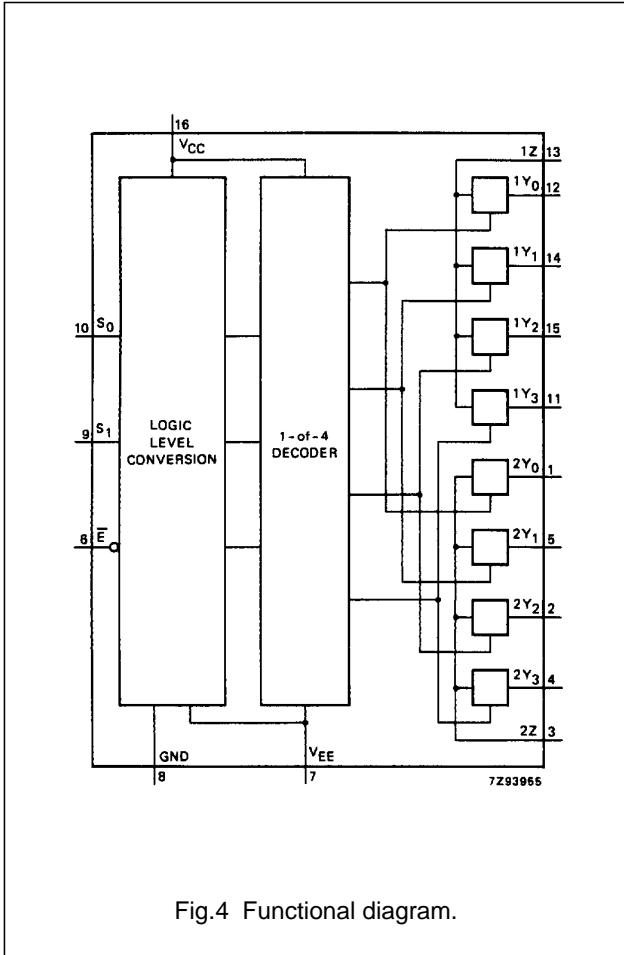 16
VCC
1Z 13
1Y0 12
1Y1 14
10 S0
1Y2 15
1Y3 11
9 S1
LOGIC
LEVEL
CONVERSION
1-of-4
DECODER
2Y0 1
6 E̅
2Y1 5
2Y2 2
2Y3 4
2Z 3
GND
8
VEE
7
7Z93965
Fig.4 Functional diagram.